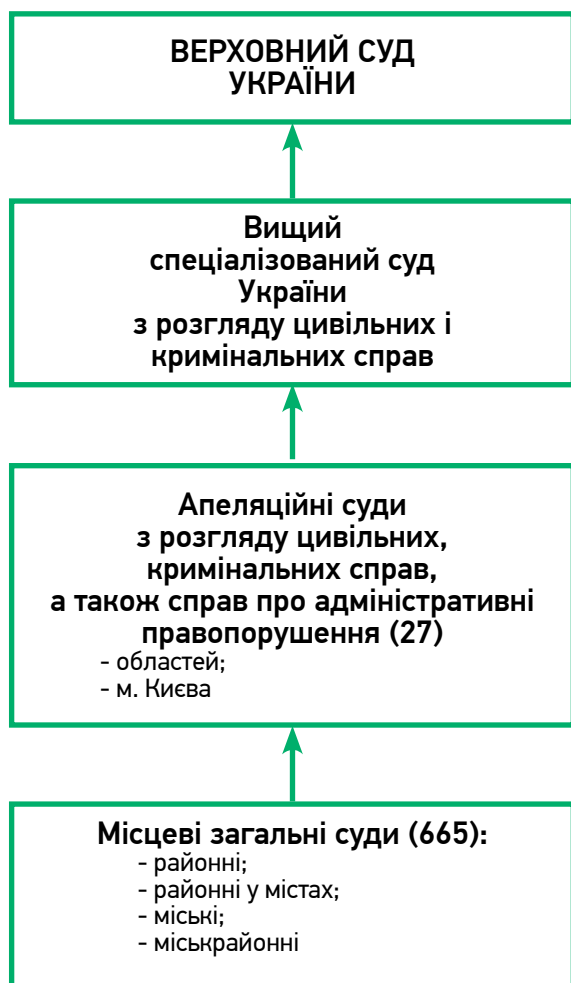 ВЕРХОВНИЙ СУД
УКРАЇНИ
Вищий
спеціалізований суд
України
з розгляду цивільних і
кримінальних справ
Апеляційні суди
з розгляду цивільних,
кримінальних справ,
а також справ про адміністративні
правопорушення (27)
- областей;
- м. Києва
Місцеві загальні суди (665):
- районні;
- районні у містах;
- міські;
- міськрайонні